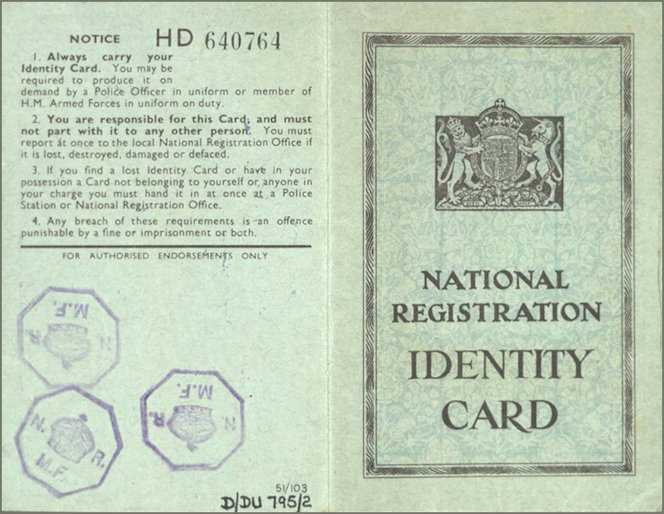 NOTICE HD 640764
1. Always carry your
Identity Card. You may be
required to produce it on
demand by a Police Officer in uniform or member of
H.M. Armed Forces in uniform on duty.
2. You are responsible for this Card, and must
not part with it to any other person. You must
report at once to the local National Registration Office if
it is lost, destroyed, damaged or defaced.
3. If you find a lost Identity Card or have in your
possession a Card not belonging to yourself or anyone in
your charge you must hand it in at once at a Police
Station or National Registration Office.
4. Any breach of these requirements is an offence
punishable by a fine or imprisonment or both.
FOR AUTHORISED ENDORSEMENTS ONLY
N. R.
M.F.
N. R.
M.F.
N. R.
M.F.
51/103
D/DU 795/2
NATIONAL
REGISTRATION
IDENTITY
CARD